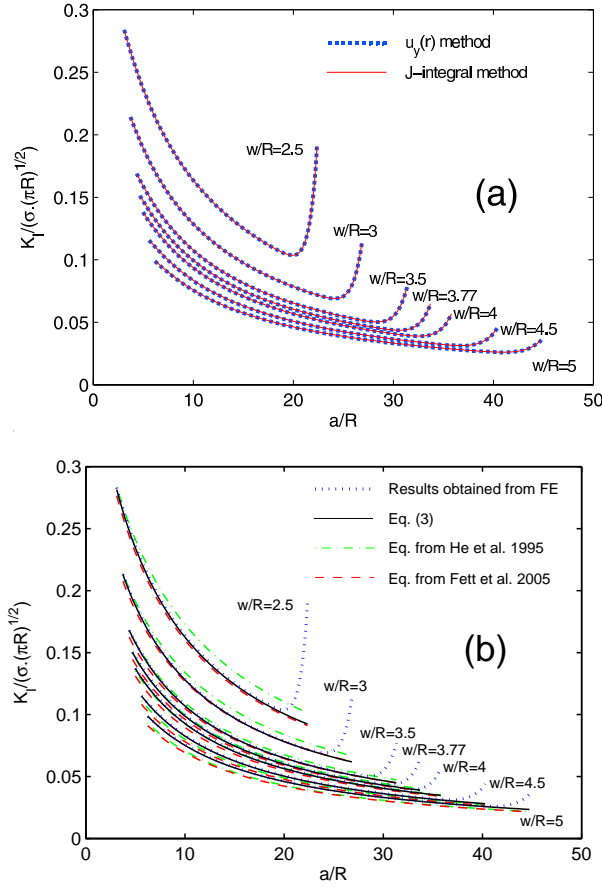 0.3
0.25
0.2
0.15
0.1
0.05
0
K_I/(σ.(πR)^{1/2})
u_y(r) method
J−integral method
w/R=2.5
(a)
w/R=3
w/R=3.5
w/R=3.77
w/R=4
w/R=4.5
w/R=5
0 10 20 30 40 50
a/R
0.3
0.25
0.2
0.15
0.1
0.05
0
K_I/(σ.(πR)^{1/2})
Results obtained from FE
Eq. (3)
Eq. from He et al. 1995
Eq. from Fett et al. 2005
w/R=2.5
(b)
w/R=3
w/R=3.5
w/R=3.77
w/R=4
w/R=4.5
w/R=5
0 10 20 30 40 50
a/R